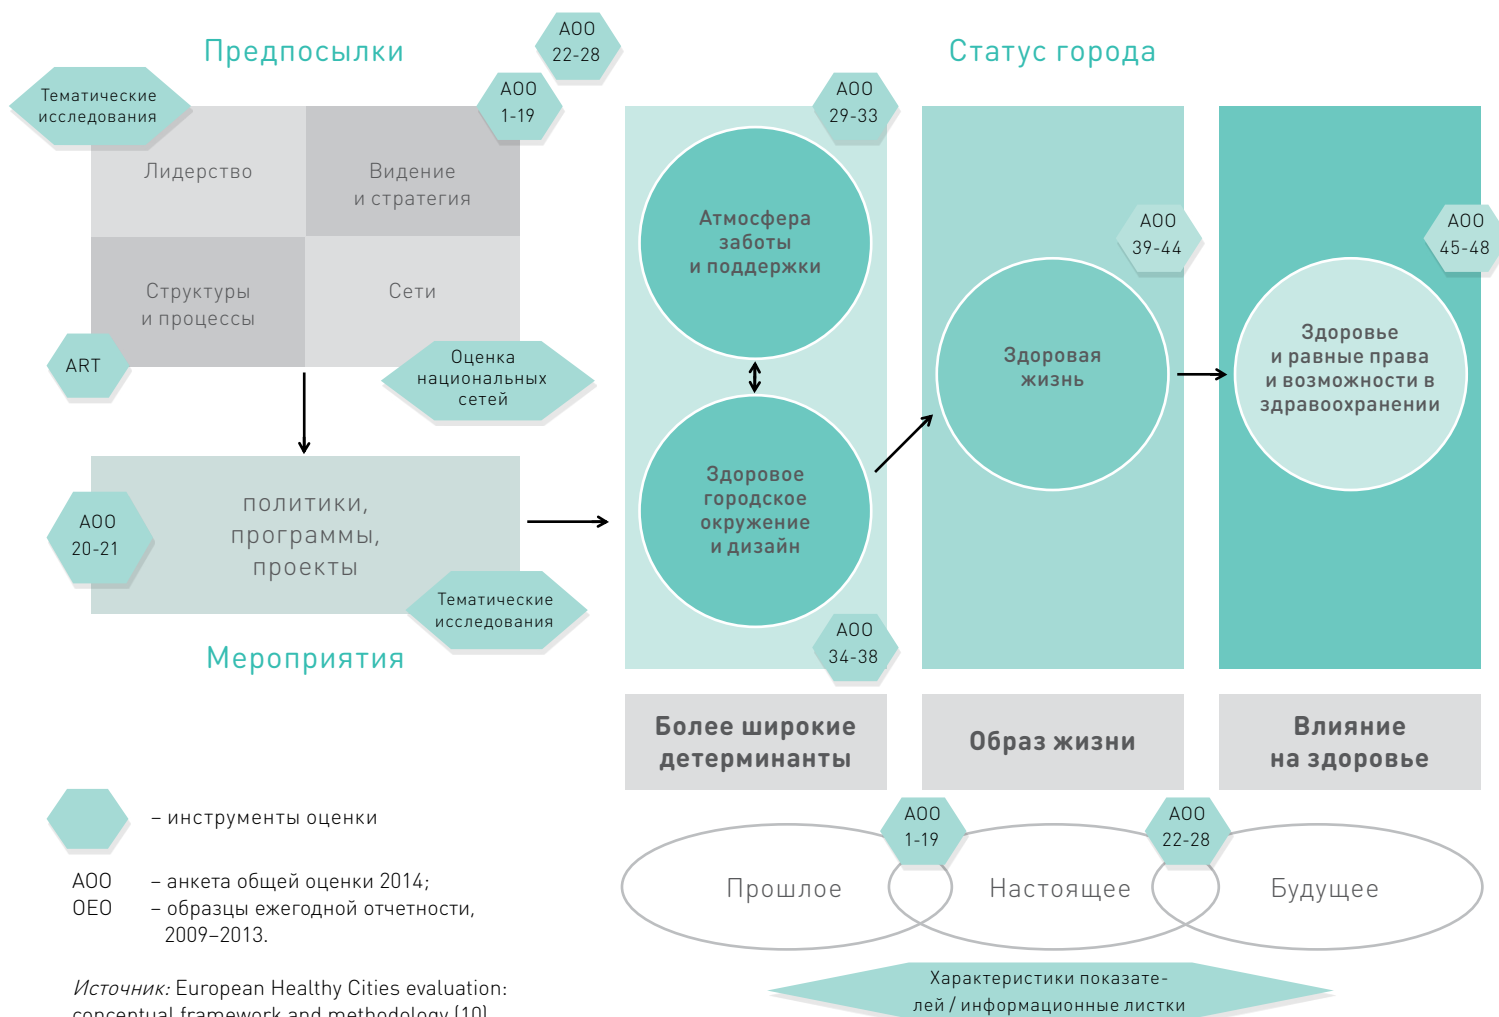 Предпосылки
АОО
22-28
Статус города
Тематические
исследования
АОО
1-19
Лидерство
Видение
и стратегия
Структуры
и процессы
Сети
ART
Оценка
национальных
сетей
АОО
20-21
политики,
программы,
проекты
Тематические
исследования
Мероприятия
АОО
29-33
Атмосфера
заботы
и поддержки
Здоровое
городское
окружение
и дизайн
АОО
34-38
АОО
39-44
Здоровая
жизнь
АОО
45-48
Здоровье
и равные права
и возможности в
здравоохранении
Более широкие
детерминанты
Образ жизни
Влияние
на здоровье
– инструменты оценки
АОО – анкета общей оценки 2014;
ОЕО – образцы ежегодной отчетности,
2009–2013.
АОО
1-19
АОО
22-28
Прошлое
Настоящее
Будущее
Характеристики показате-
лей / информационные листки
Источник: European Healthy Cities evaluation:
conceptual framework and methodology (10)